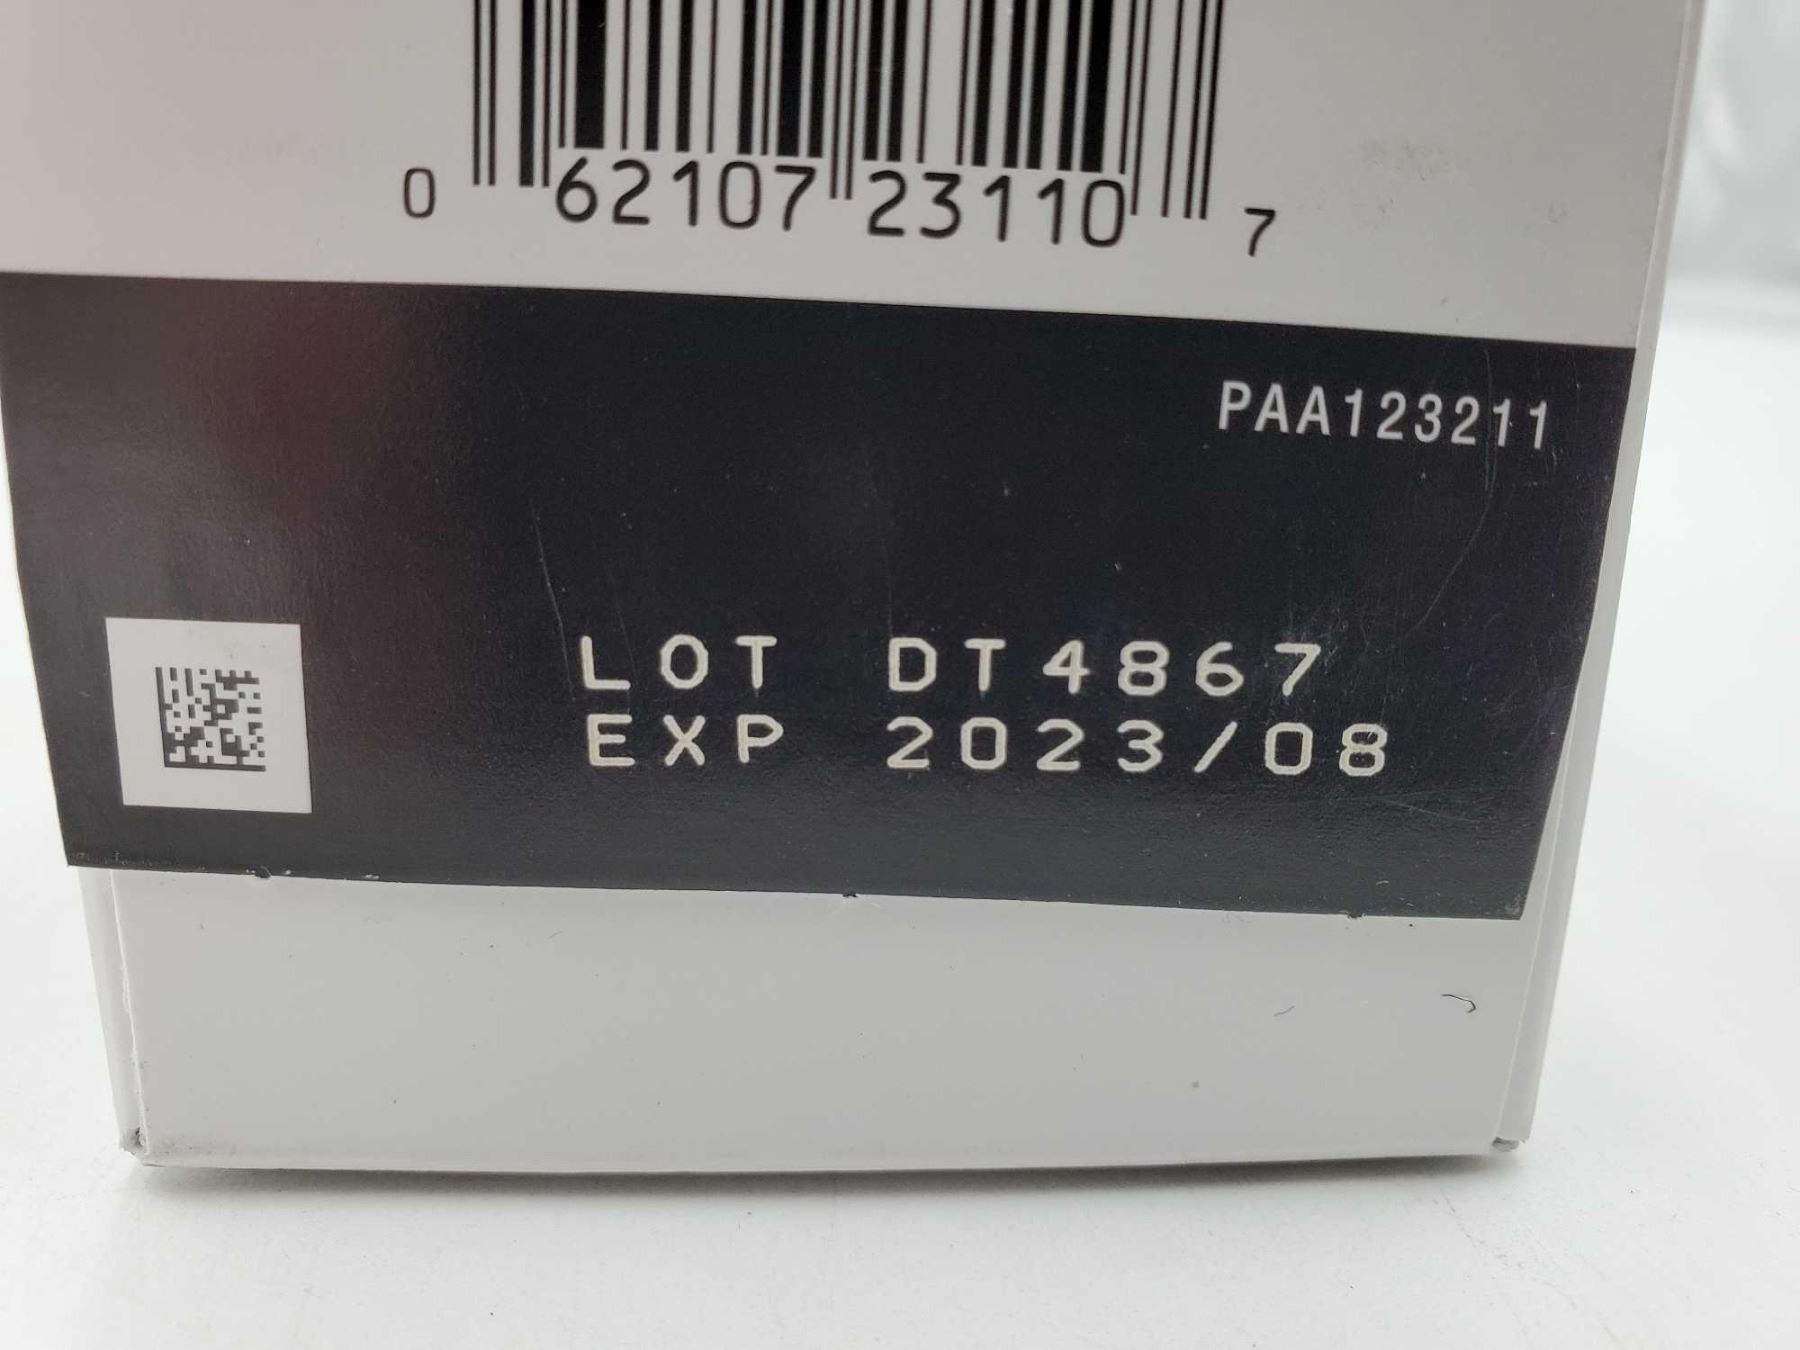 0 62107 23110 7
PAA123211
LOT DT4867
EXP 2023/08